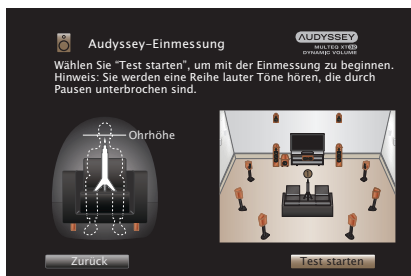 Audyssey-Einmessung
AUDYSSEY
MULTEQ XT32
DYNAMIC VOLUME
Wählen Sie “Test starten”, um mit der Einmessung zu beginnen.
Hinweis: Sie werden eine Reihe lauter Töne hören, die durch
Pausen unterbrochen sind.
Ohrhöhe
Zurück
Test starten